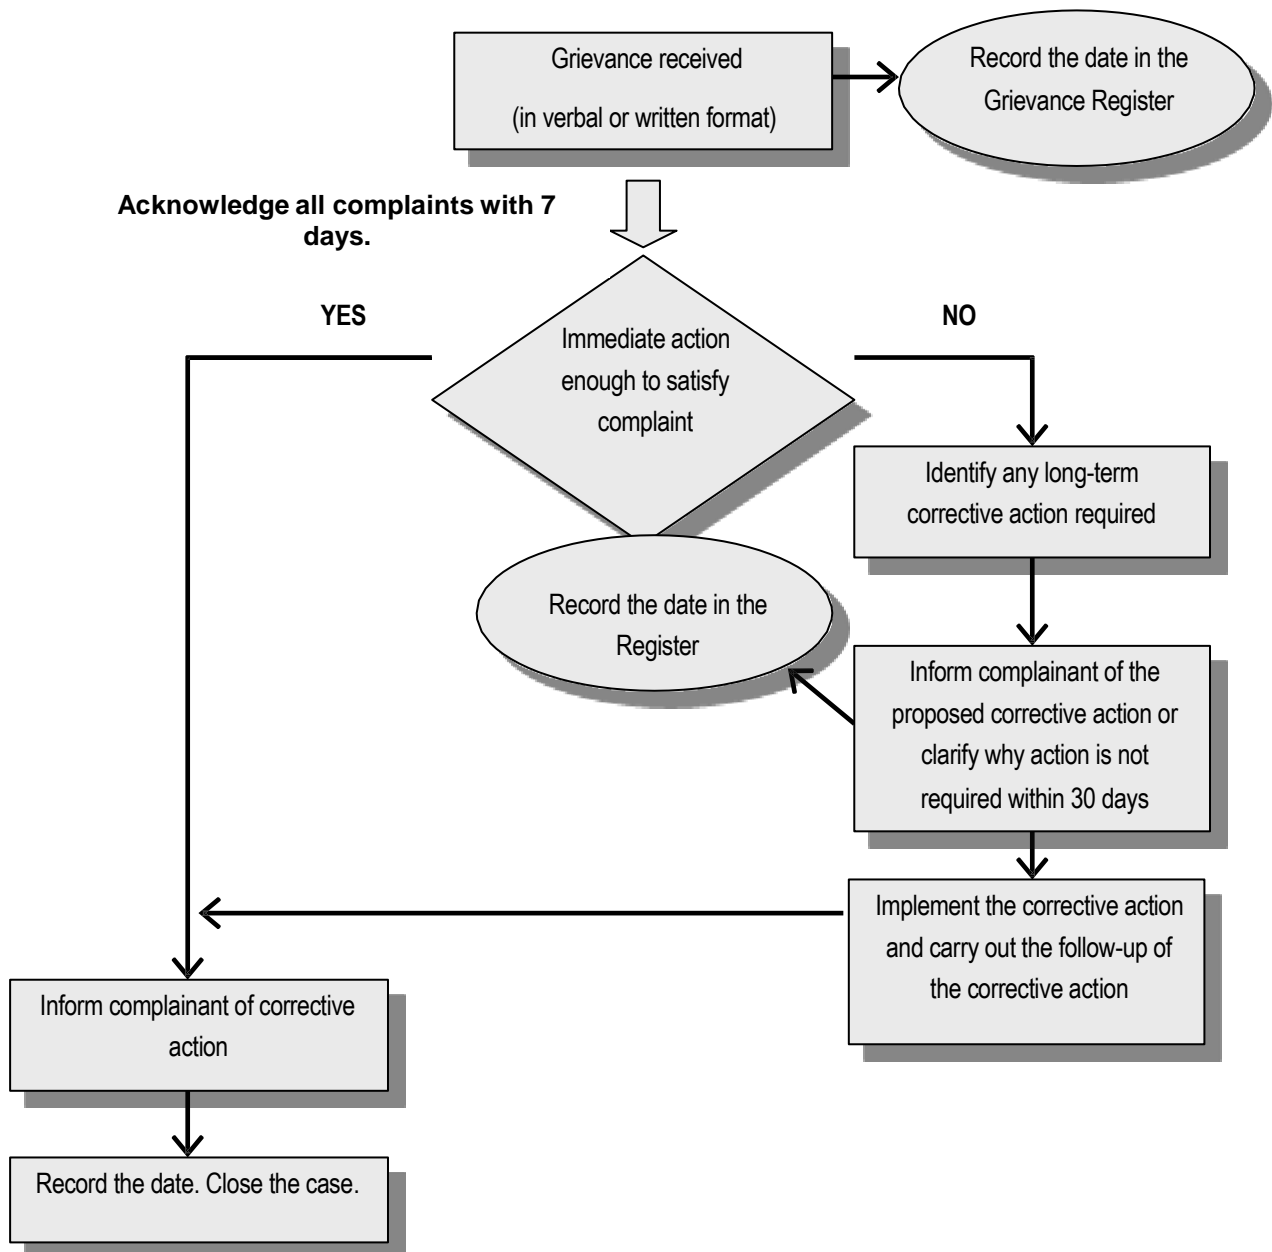 Grievance received
(in verbal or written format)
Record the date in the
Grievance Register
Acknowledge all complaints with 7
days.
YES
NO
Immediate action
enough to satisfy
complaint
Identify any long-term
corrective action required
Record the date in the
Register
Inform complainant of the
proposed corrective action or
clarify why action is not
required within 30 days
Implement the corrective action
and carry out the follow-up of
the corrective action
Inform complainant of corrective
action
Record the date. Close the case.